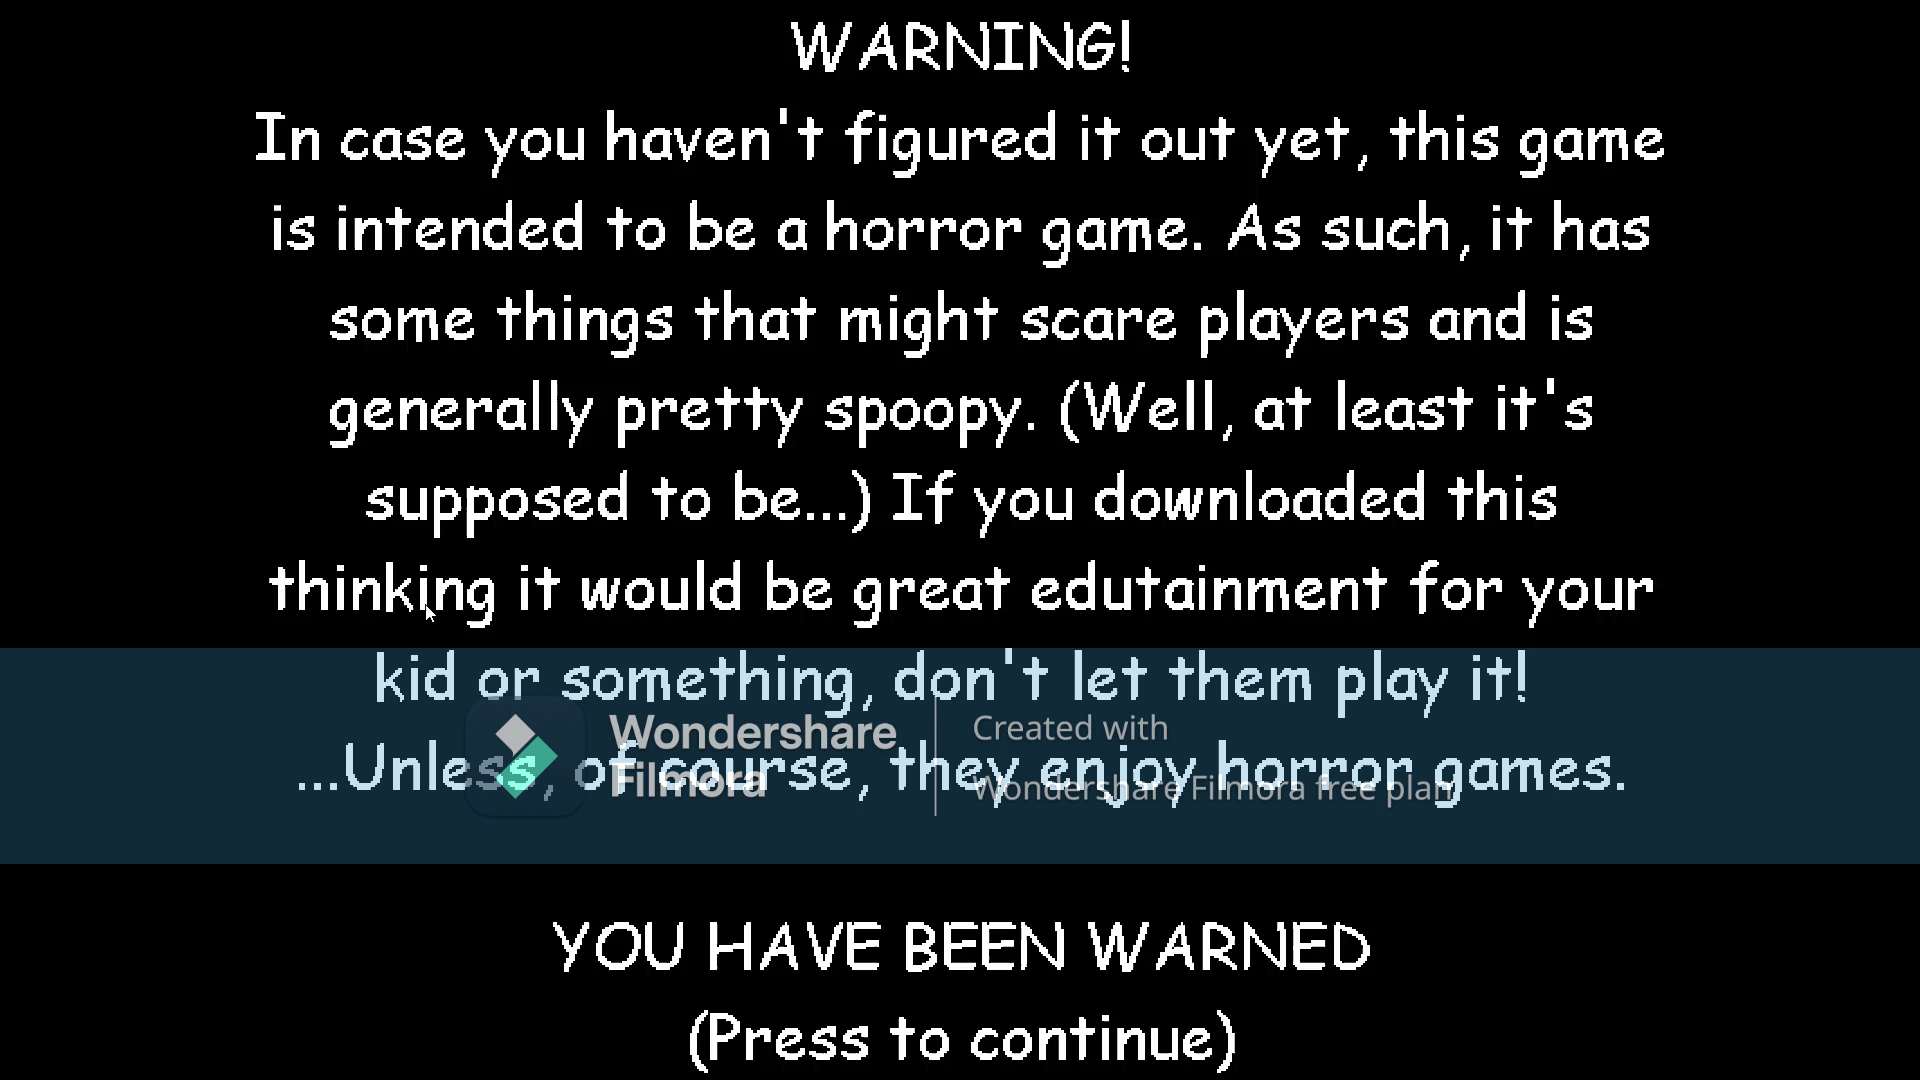 WARNING!
In case you haven't figured it out yet, this game
is intended to be a horror game. As such, it has
some things that might scare players and is
generally pretty spoopy. (Well, at least it's
supposed to be...) If you downloaded this
thinking it would be great edutainment for your
kid or something, don't let them play it!
Wondershare
Filmora
Created with
Wondershare Filmora free plan
...Unless, of course, they enjoy horror games.
YOU HAVE BEEN WARNED
(Press to continue)